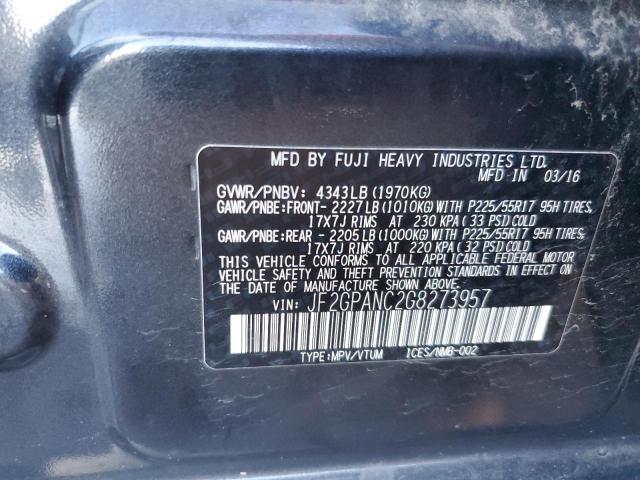 MFD BY FUJI HEAVY INDUSTRIES LTD.
MFD IN 03/16
GVWR/PNBV: 4343LB(1970KG)
GAWR/PNBE:FRONT- 2227LB(1010KG)WITH P225/55R17 95H TIRES,
17X7J RIMS AT 230 KPA(33 PSI)COLD
GAWR/PNBE:REAR - 2205LB(1000KG)WITH P225/55R17 95H TIRES,
17X7J RIMS AT 220 KPA(32 PSI)COLD
THIS VEHICLE CONFORMS TO ALL APPLICABLE FEDERAL MOTOR
VEHICLE SAFETY AND THEFT PREVENTION STANDARDS IN EFFECT ON
THE DATE OF MANUFACTURE SHOWN ABOVE.
VIN: JF2GPANC2G8273957
TYPE:MPV/VTUM ICES/NMB-002